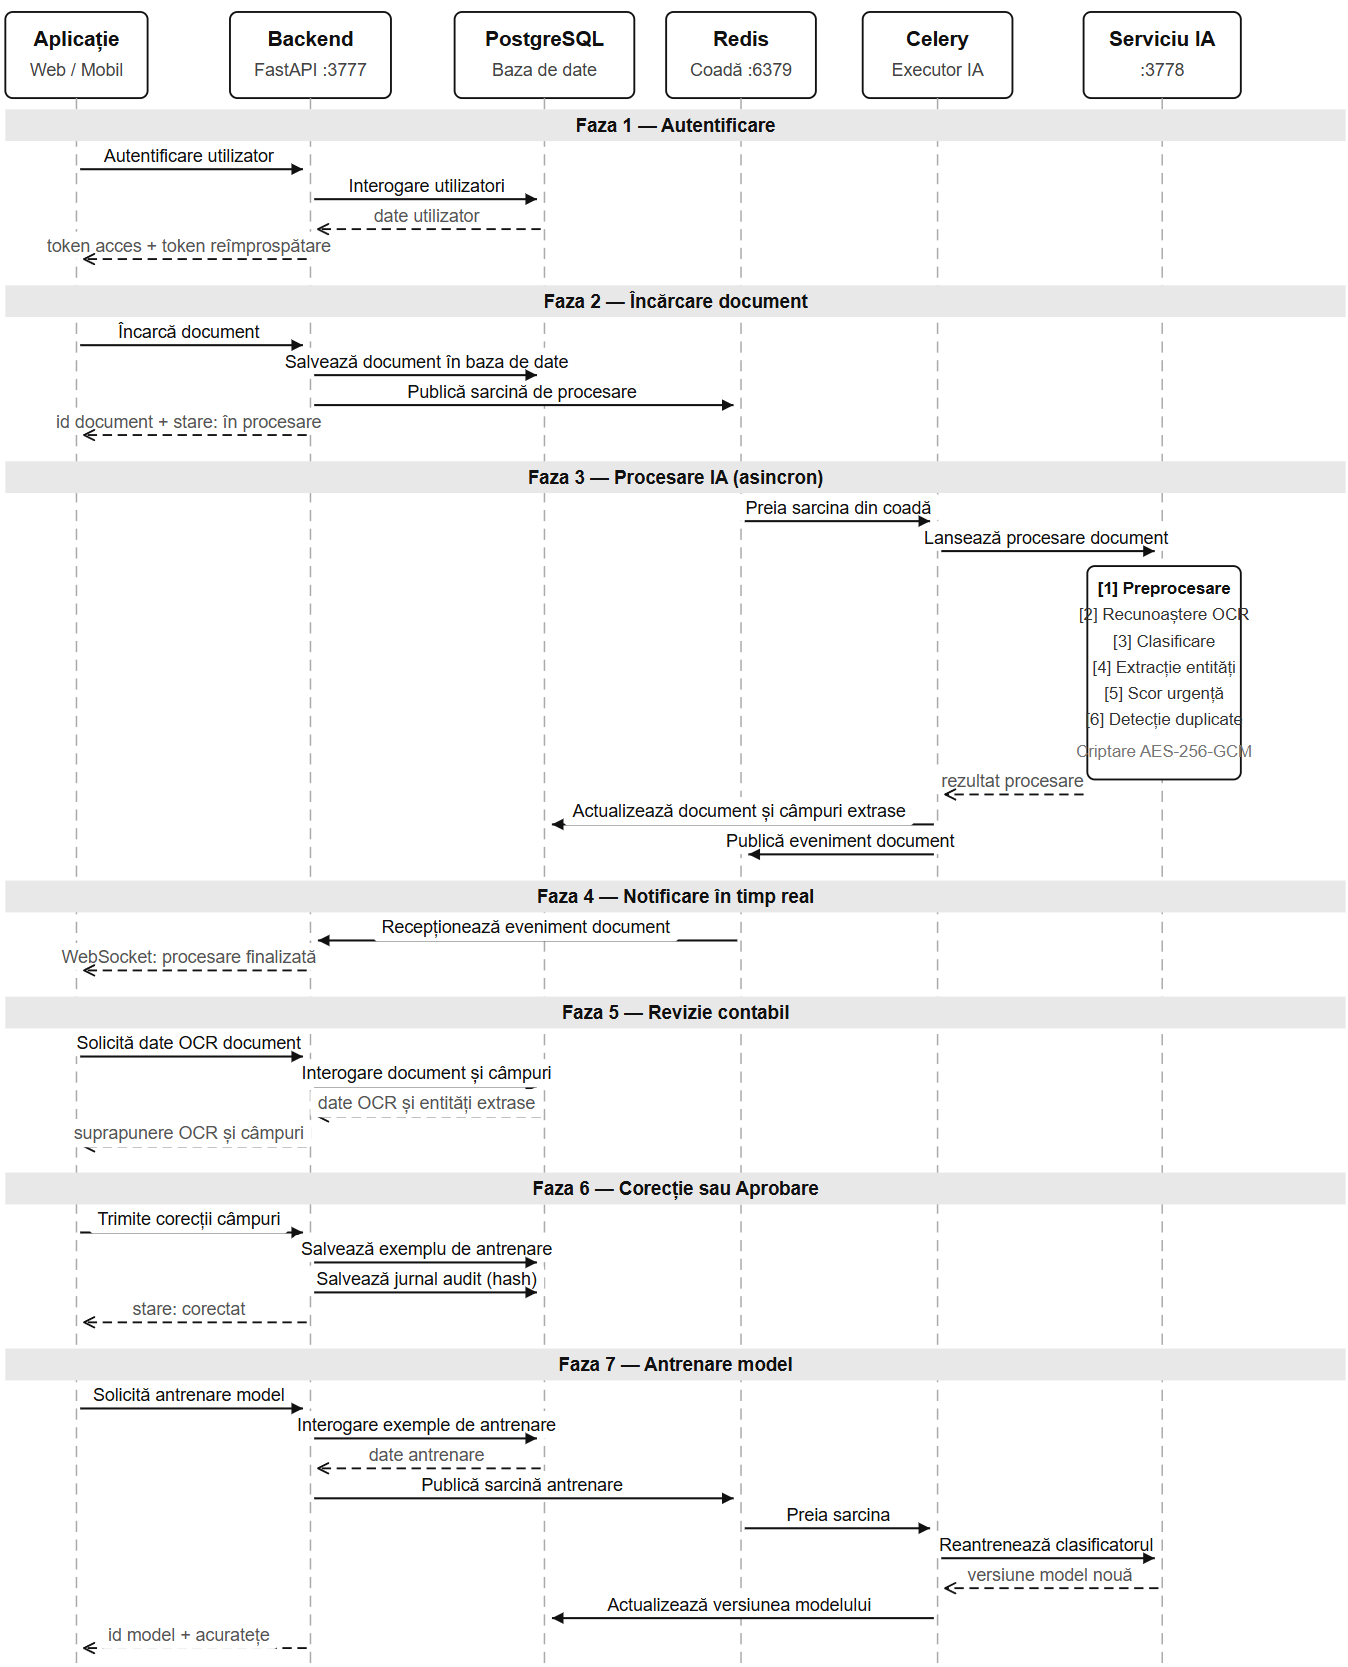 Aplicație
Web / Mobil
Backend
FastAPI :3777
PostgreSQL
Baza de date
Redis
Coadă :6379
Celery
Executor IA
Serviciu IA
:3778
Faza 1 — Autentificare
Autentificare utilizator
Interogare utilizatori
date utilizator
token acces + token reîmprospătare
Faza 2 — Încărcare document
Încarcă document
Salvează document în baza de date
Publică sarcină de procesare
id document + stare: în procesare
Faza 3 — Procesare IA (asincron)
Preia sarcina din coadă
Lansează procesare document
[1] Preprocesare
[2] Recunoaștere OCR
[3] Clasificare
[4] Extracție entități
[5] Scor urgență
[6] Detecție duplicate
Criptare AES-256-GCM
rezultat procesare
Actualizează document și câmpuri extrase
Publică eveniment document
Faza 4 — Notificare în timp real
Recepționează eveniment document
WebSocket: procesare finalizată
Faza 5 — Revizie contabil
Solicită date OCR document
Interogare document și câmpuri
date OCR și entități extrase
suprapunere OCR și câmpuri
Faza 6 — Corecție sau Aprobare
Trimite corecții câmpuri
Salvează exemplu de antrenare
Salvează jurnal audit (hash)
stare: corectat
Faza 7 — Antrenare model
Solicită antrenare model
Interogare exemple de antrenare
date antrenare
Publică sarcină antrenare
Preia sarcina
Reantrenează clasificatorul
versiune model nouă
Actualizează versiunea modelului
id model + acuratețe